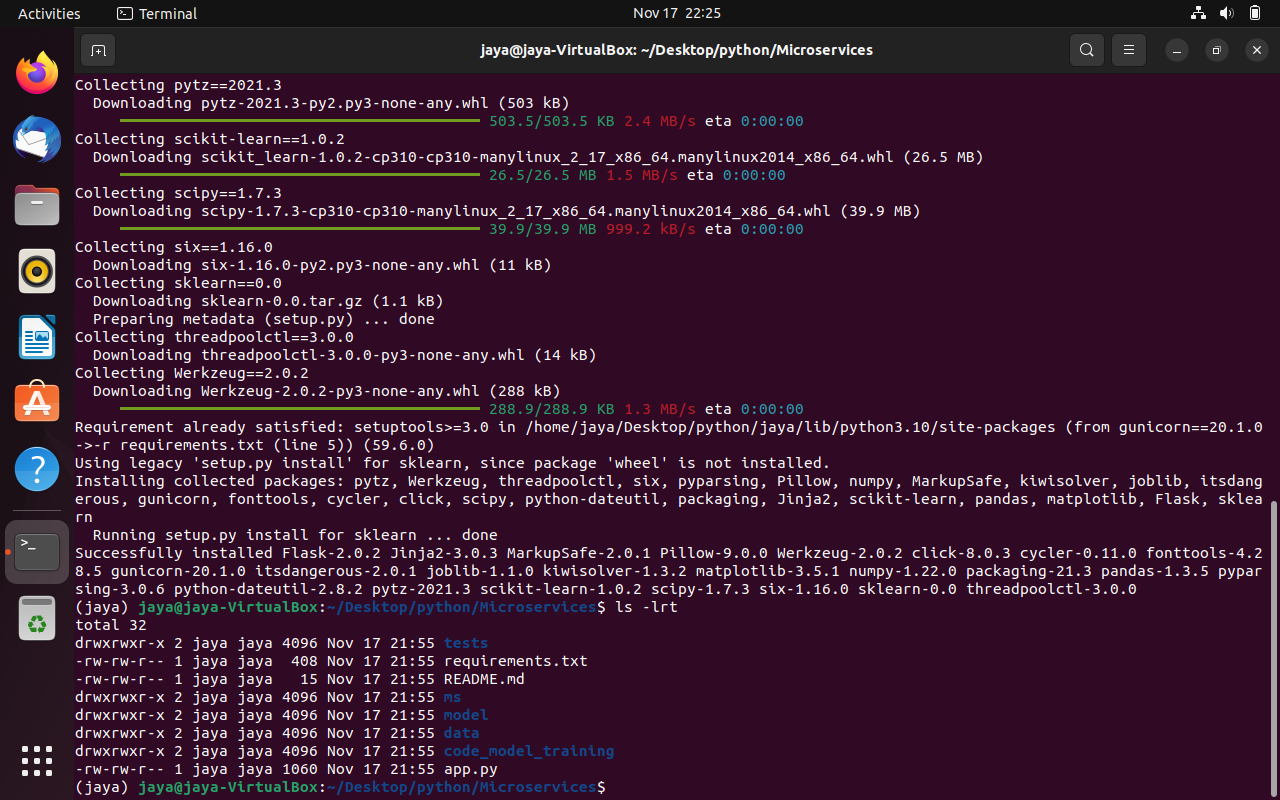 Activities
Terminal
Nov 17 22:25
jaya@jaya-VirtualBox: ~/Desktop/python/Microservices
Collecting pytz==2021.3
  Downloading pytz-2021.3-py2.py3-none-any.whl (503 kB)
503.5/503.5 KB 2.4 MB/s eta 0:00:00
Collecting scikit-learn==1.0.2
  Downloading scikit_learn-1.0.2-cp310-cp310-manylinux_2_17_x86_64.manylinux2014_x86_64.whl (26.5 MB)
26.5/26.5 MB 1.5 MB/s eta 0:00:00
Collecting scipy==1.7.3
  Downloading scipy-1.7.3-cp310-cp310-manylinux_2_17_x86_64.manylinux2014_x86_64.whl (39.9 MB)
39.9/39.9 MB 999.2 kB/s eta 0:00:00
Collecting six==1.16.0
  Downloading six-1.16.0-py2.py3-none-any.whl (11 kB)
Collecting sklearn==0.0
  Downloading sklearn-0.0.tar.gz (1.1 kB)
  Preparing metadata (setup.py) ... done
Collecting threadpoolctl==3.0.0
  Downloading threadpoolctl-3.0.0-py3-none-any.whl (14 kB)
Collecting Werkzeug==2.0.2
  Downloading Werkzeug-2.0.2-py3-none-any.whl (288 kB)
288.9/288.9 KB 1.3 MB/s eta 0:00:00
Requirement already satisfied: setuptools>=3.0 in /home/jaya/Desktop/python/jaya/lib/python3.10/site-packages (from gunicorn==20.1.0
->-r requirements.txt (line 5)) (59.6.0)
Using legacy 'setup.py install' for sklearn, since package 'wheel' is not installed.
Installing collected packages: pytz, Werkzeug, threadpoolctl, six, pyparsing, Pillow, numpy, MarkupSafe, kiwisolver, joblib, itsdang
erous, gunicorn, fonttools, cycler, click, scipy, python-dateutil, packaging, Jinja2, scikit-learn, pandas, matplotlib, Flask, sklea
rn
  Running setup.py install for sklearn ... done
Successfully installed Flask-2.0.2 Jinja2-3.0.3 MarkupSafe-2.0.1 Pillow-9.0.0 Werkzeug-2.0.2 click-8.0.3 cycler-0.11.0 fonttools-4.2
8.5 gunicorn-20.1.0 itsdangerous-2.0.1 joblib-1.1.0 kiwisolver-1.3.2 matplotlib-3.5.1 numpy-1.22.0 packaging-21.3 pandas-1.3.5 pypar
sing-3.0.6 python-dateutil-2.8.2 pytz-2021.3 scikit-learn-1.0.2 scipy-1.7.3 six-1.16.0 sklearn-0.0 threadpoolctl-3.0.0
(jaya) jaya@jaya-VirtualBox:~/Desktop/python/Microservices$ ls -lrt
total 32
drwxrwxr-x 2 jaya jaya 4096 Nov 17 21:55 tests
-rw-rw-r-- 1 jaya jaya  408 Nov 17 21:55 requirements.txt
-rw-rw-r-- 1 jaya jaya   15 Nov 17 21:55 README.md
drwxrwxr-x 2 jaya jaya 4096 Nov 17 21:55 ms
drwxrwxr-x 2 jaya jaya 4096 Nov 17 21:55 model
drwxrwxr-x 2 jaya jaya 4096 Nov 17 21:55 data
drwxrwxr-x 2 jaya jaya 4096 Nov 17 21:55 code_model_training
-rw-rw-r-- 1 jaya jaya 1060 Nov 17 21:55 app.py
(jaya) jaya@jaya-VirtualBox:~/Desktop/python/Microservices$